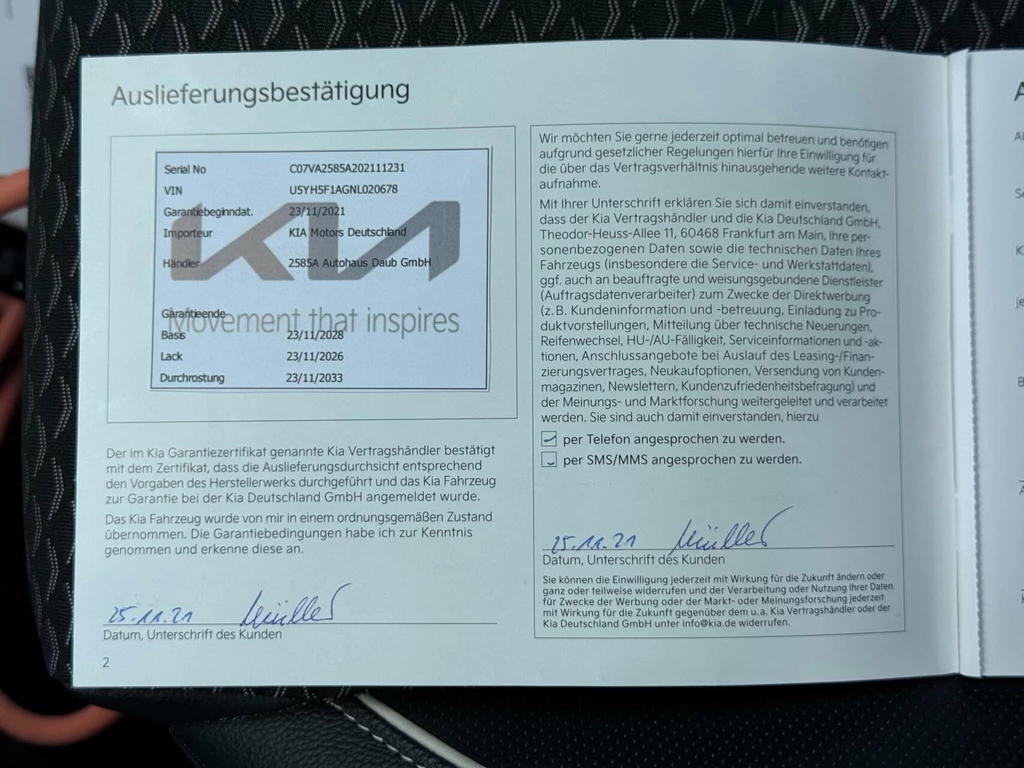 Auslieferungsbestätigung
Serial No C07VA2585A202111231
VIN U5YH5F1AGNL020678
Garantiebeginndat. 23/11/2021
Importeur KIA Motors Deutschland
Händler 2585A Autohaus Daub GmbH
KIA
Movement that inspires
Garantieende
Basis 23/11/2028
Lack 23/11/2026
Durchrostung 23/11/2033
Der im Kia Garantiezertifikat genannte Kia Vertragshändler bestätigt
mit dem Zertifikat, dass die Auslieferungsdurchsicht entsprechend
den Vorgaben des Herstellerwerks durchgeführt und das Kia Fahrzeug
zur Garantie bei der Kia Deutschland GmbH angemeldet wurde.
Das Kia Fahrzeug wurde von mir in einem ordnungsgemäßen Zustand
übernommen. Die Garantiebedingungen habe ich zur Kenntnis
genommen und erkenne diese an.
25.11.21 Müller
Datum, Unterschrift des Kunden
2
Wir möchten Sie gerne jederzeit optimal betreuen und benötigen
aufgrund gesetzlicher Regelungen hierfür Ihre Einwilligung für
die über das Vertragsverhältnis hinausgehende weitere Kontakt-
aufnahme.
Mit Ihrer Unterschrift erklären Sie sich damit einverstanden,
dass der Kia Vertragshändler und die Kia Deutschland GmbH,
Theodor-Heuss-Allee 11, 60468 Frankfurt am Main, Ihre per-
sonenbezogenen Daten sowie die technischen Daten Ihres
Fahrzeugs (insbesondere die Service- und Werkstattdaten),
ggf. auch an beauftragte und weisungsgebundene Dienstleister
(Auftragsdatenverarbeiter) zum Zwecke der Direktwerbung
(z.B. Kundeninformation und -betreuung, Einladung zu Pro-
duktvorstellungen, Mitteilung über technische Neuerungen,
Reifenwechsel, HU-/AU-Fälligkeit, Serviceinformationen und -ak-
tionen, Anschlussangebote bei Auslauf des Leasing-/Finan-
zierungsvertrages, Neukaufoptionen, Versendung von Kunden-
magazinen, Newslettern, Kundenzufriedenheitsbefragung) und
der Meinungs- und Marktforschung weitergeleitet und verarbeitet
werden. Sie sind auch damit einverstanden, hierzu
per Telefon angesprochen zu werden.
per SMS/MMS angesprochen zu werden.
25.11.21 Müller
Datum, Unterschrift des Kunden
Sie können die Einwilligung jederzeit mit Wirkung für die Zukunft ändern oder
ganz oder teilweise widerrufen und der Verarbeitung oder Nutzung Ihrer Daten
für Zwecke der Werbung oder der Markt- oder Meinungsforschung jederzeit
mit Wirkung für die Zukunft gegenüber dem u. a. Kia Vertragshändler oder der
Kia Deutschland GmbH unter info@kia.de widerrufen.